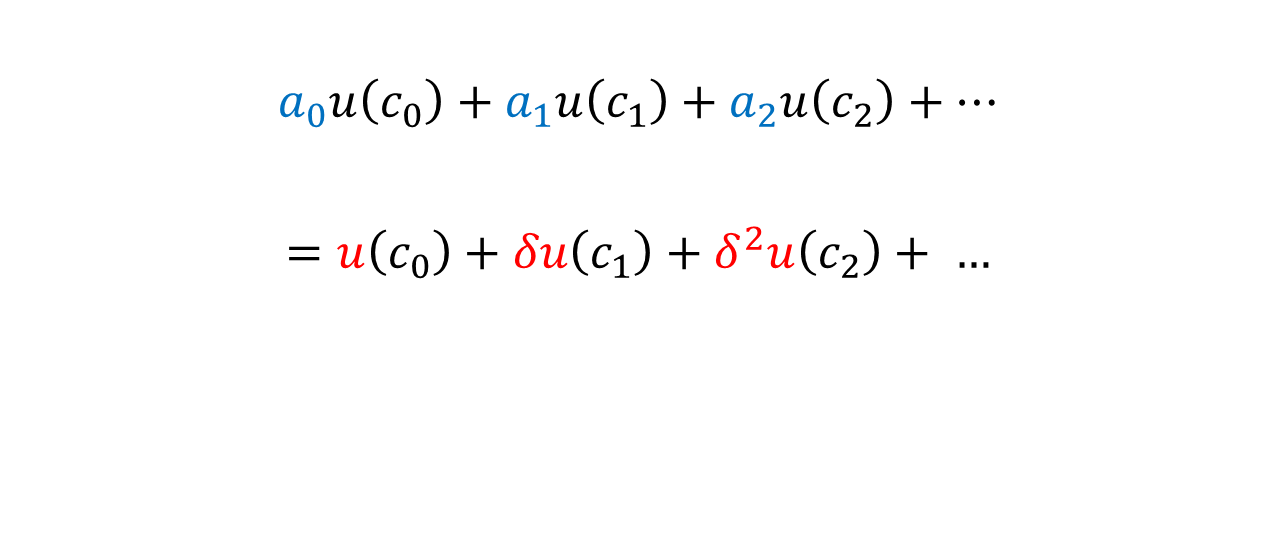 𝑎₀𝑢(𝑐₀) + 𝑎₁𝑢(𝑐₁) + 𝑎₂𝑢(𝑐₂) + ⋯
= 𝑢(𝑐₀) + 𝛿𝑢(𝑐₁) + 𝛿²𝑢(𝑐₂) + ...